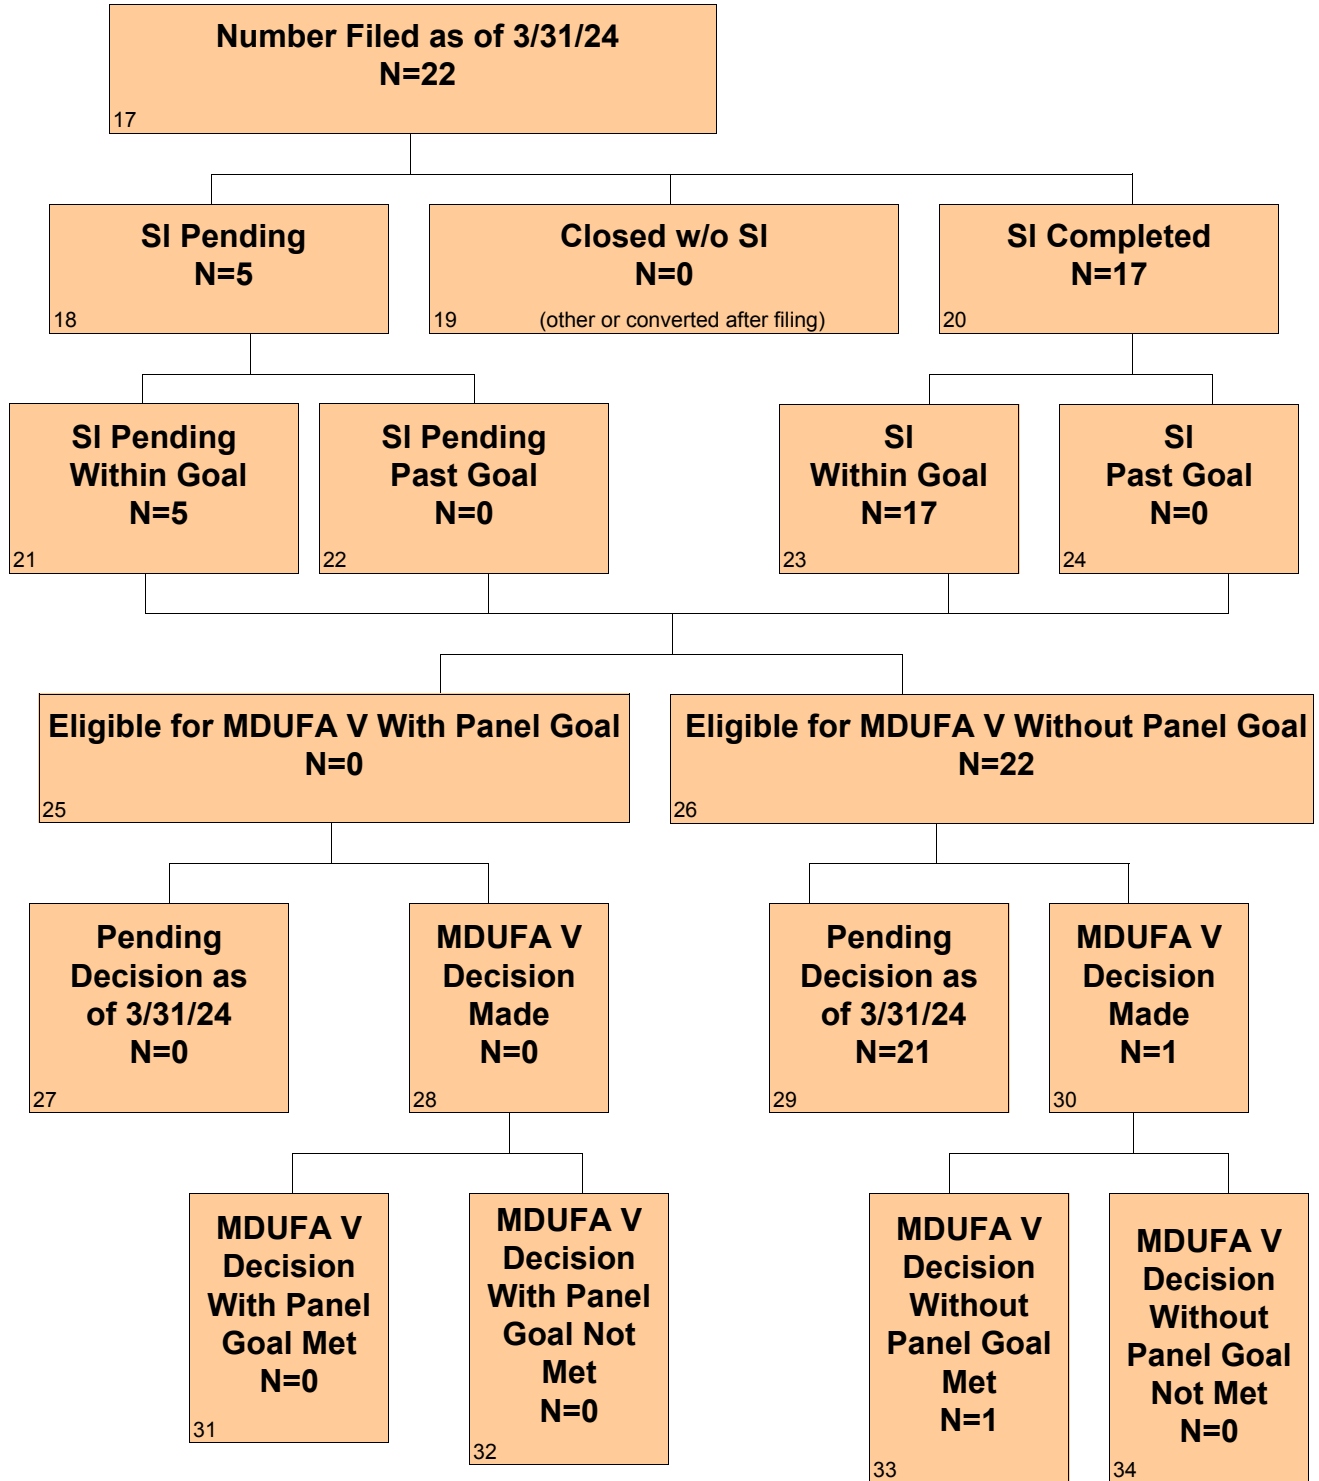 Number Filed as of 3/31/24
N=22
17
SI Pending
N=5
18
Closed w/o SI
N=0
19
(other or converted after filing)
SI Completed
N=17
20
SI Pending
Within Goal
N=5
21
SI Pending
Past Goal
N=0
22
SI
Within Goal
N=17
23
SI
Past Goal
N=0
24
Eligible for MDUFA V With Panel Goal
N=0
25
Eligible for MDUFA V Without Panel Goal
N=22
26
Pending
Decision as
of 3/31/24
N=0
27
MDUFA V
Decision
Made
N=0
28
Pending
Decision as
of 3/31/24
N=21
29
MDUFA V
Decision
Made
N=1
30
MDUFA V
Decision
With Panel
Goal Met
N=0
31
MDUFA V
Decision
With Panel
Goal Not
Met
N=0
32
MDUFA V
Decision
Without
Panel Goal
Met
N=1
33
MDUFA V
Decision
Without
Panel Goal
Not Met
N=0
34